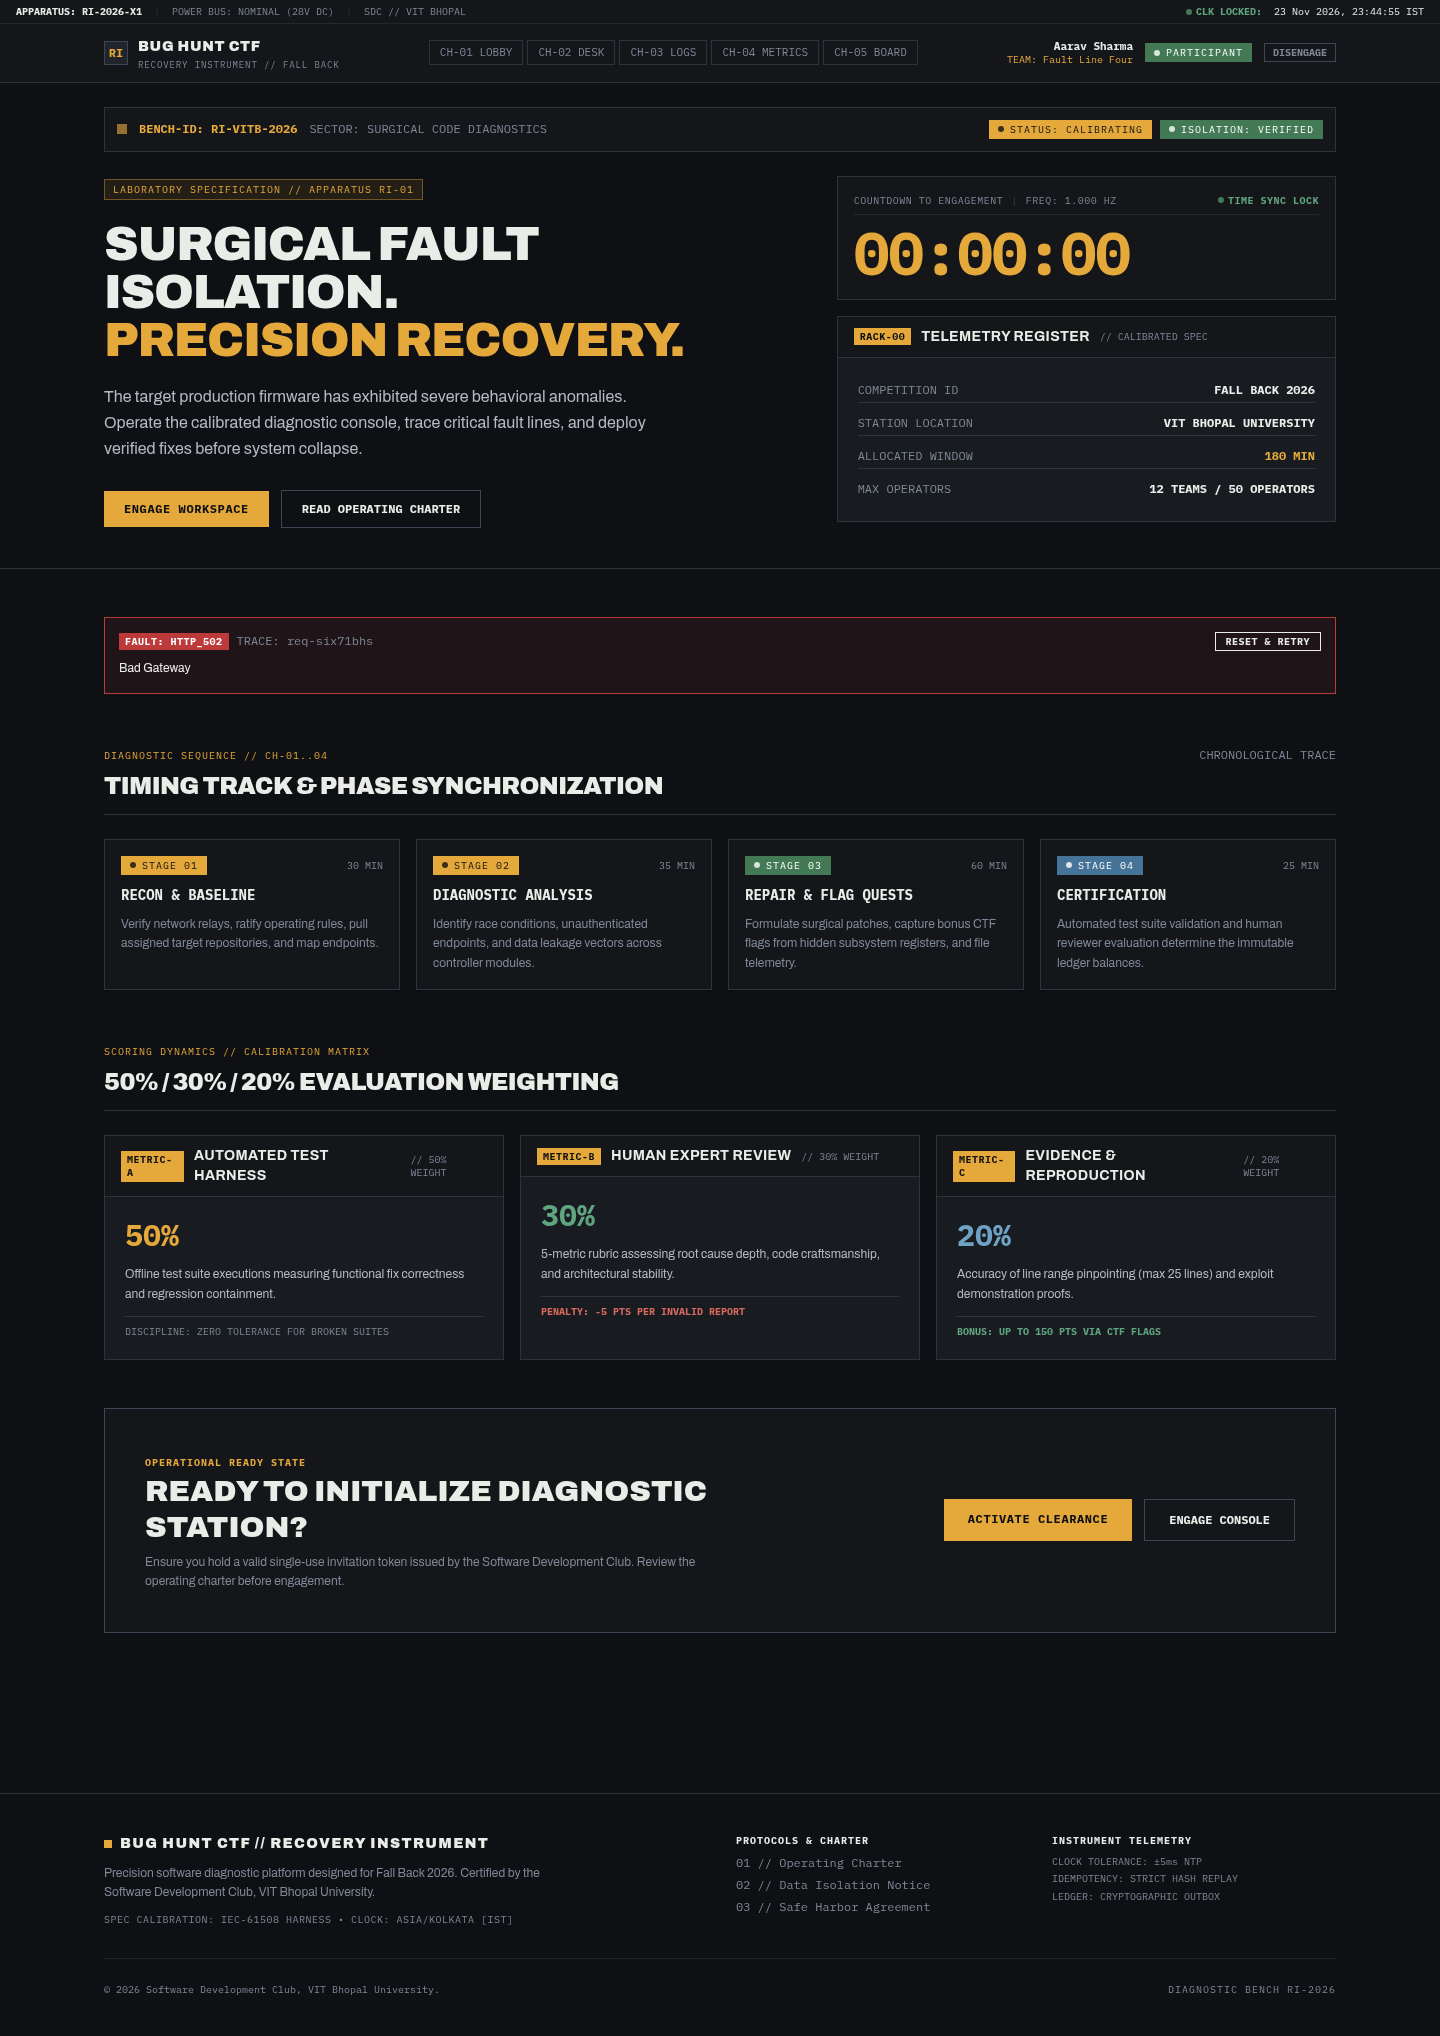 APPARATUS: RI-2026-X1 | POWER BUS: NOMINAL (28V DC) | SDC // VIT BHOPAL
CLK LOCKED: 23 Nov 2026, 23:44:55 IST
RI
BUG HUNT CTF
RECOVERY INSTRUMENT // FALL BACK
CH-01 LOBBY
CH-02 DESK
CH-03 LOGS
CH-04 METRICS
CH-05 BOARD
Aarav Sharma
TEAM: Fault Line Four
PARTICIPANT
DISENGAGE
BENCH-ID: RI-VITB-2026 SECTOR: SURGICAL CODE DIAGNOSTICS
STATUS: CALIBRATING
ISOLATION: VERIFIED
LABORATORY SPECIFICATION // APPARATUS RI-01
SURGICAL FAULT
ISOLATION.
PRECISION RECOVERY.
The target production firmware has exhibited severe behavioral anomalies.
Operate the calibrated diagnostic console, trace critical fault lines, and deploy
verified fixes before system collapse.
ENGAGE WORKSPACE
READ OPERATING CHARTER
COUNTDOWN TO ENGAGEMENT | FREQ: 1.000 HZ
TIME SYNC LOCK
00:00:00
RACK-00 TELEMETRY REGISTER // CALIBRATED SPEC
COMPETITION ID FALL BACK 2026
STATION LOCATION VIT BHOPAL UNIVERSITY
ALLOCATED WINDOW 180 MIN
MAX OPERATORS 12 TEAMS / 50 OPERATORS
FAULT: HTTP_502 TRACE: req-six71bhs
RESET & RETRY
Bad Gateway
DIAGNOSTIC SEQUENCE // CH-01..04
CHRONOLOGICAL TRACE
TIMING TRACK & PHASE SYNCHRONIZATION
STAGE 01 30 MIN
RECON & BASELINE
Verify network relays, ratify operating rules, pull
assigned target repositories, and map endpoints.
STAGE 02 35 MIN
DIAGNOSTIC ANALYSIS
Identify race conditions, unauthenticated
endpoints, and data leakage vectors across
controller modules.
STAGE 03 60 MIN
REPAIR & FLAG QUESTS
Formulate surgical patches, capture bonus CTF
flags from hidden subsystem registers, and file
telemetry.
STAGE 04 25 MIN
CERTIFICATION
Automated test suite validation and human
reviewer evaluation determine the immutable
ledger balances.
SCORING DYNAMICS // CALIBRATION MATRIX
50% / 30% / 20% EVALUATION WEIGHTING
METRIC-
A
AUTOMATED TEST
HARNESS
// 50%
WEIGHT
50%
Offline test suite executions measuring functional fix correctness
and regression containment.
DISCIPLINE: ZERO TOLERANCE FOR BROKEN SUITES
METRIC-B HUMAN EXPERT REVIEW // 30% WEIGHT
30%
5-metric rubric assessing root cause depth, code craftsmanship,
and architectural stability.
PENALTY: -5 PTS PER INVALID REPORT
METRIC-
C
EVIDENCE &
REPRODUCTION
// 20%
WEIGHT
20%
Accuracy of line range pinpointing (max 25 lines) and exploit
demonstration proofs.
BONUS: UP TO 150 PTS VIA CTF FLAGS
OPERATIONAL READY STATE
READY TO INITIALIZE DIAGNOSTIC
STATION?
Ensure you hold a valid single-use invitation token issued by the Software Development Club. Review the
operating charter before engagement.
ACTIVATE CLEARANCE
ENGAGE CONSOLE
BUG HUNT CTF // RECOVERY INSTRUMENT
Precision software diagnostic platform designed for Fall Back 2026. Certified by the
Software Development Club, VIT Bhopal University.
SPEC CALIBRATION: IEC-61508 HARNESS • CLOCK: ASIA/KOLKATA [IST]
PROTOCOLS & CHARTER
01 // Operating Charter
02 // Data Isolation Notice
03 // Safe Harbor Agreement
INSTRUMENT TELEMETRY
CLOCK TOLERANCE: ±5ms NTP
IDEMPOTENCY: STRICT HASH REPLAY
LEDGER: CRYPTOGRAPHIC OUTBOX
© 2026 Software Development Club, VIT Bhopal University.
DIAGNOSTIC BENCH RI-2026